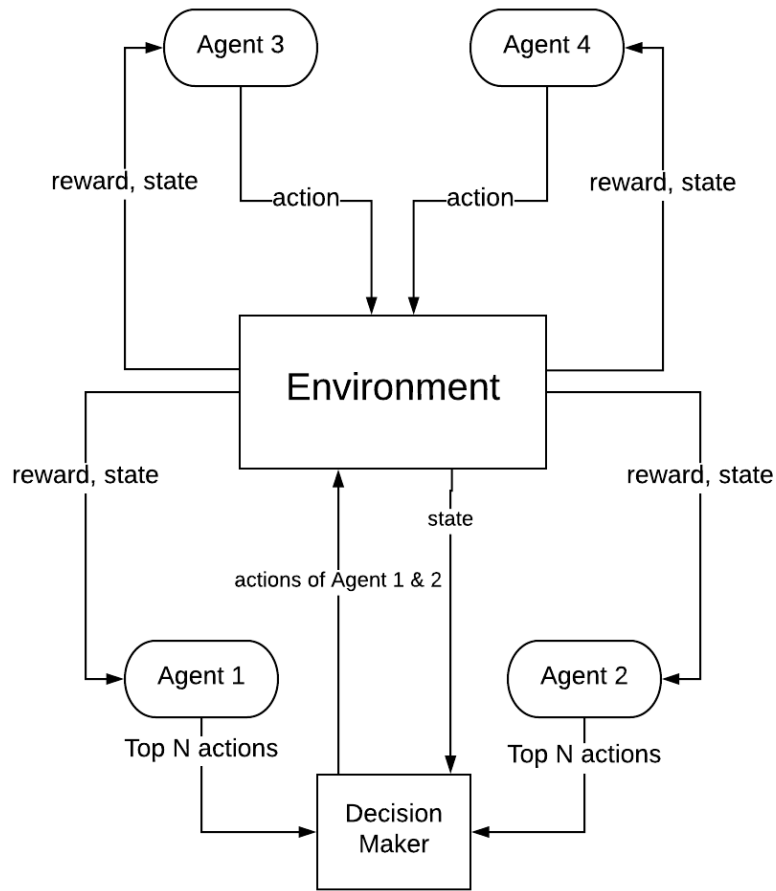 Agent 3
Agent 4
reward, state
reward, state
action
action
Environment
reward, state
reward, state
state
actions of Agent 1 & 2
Agent 1
Agent 2
Top N actions
Top N actions
Decision
Maker